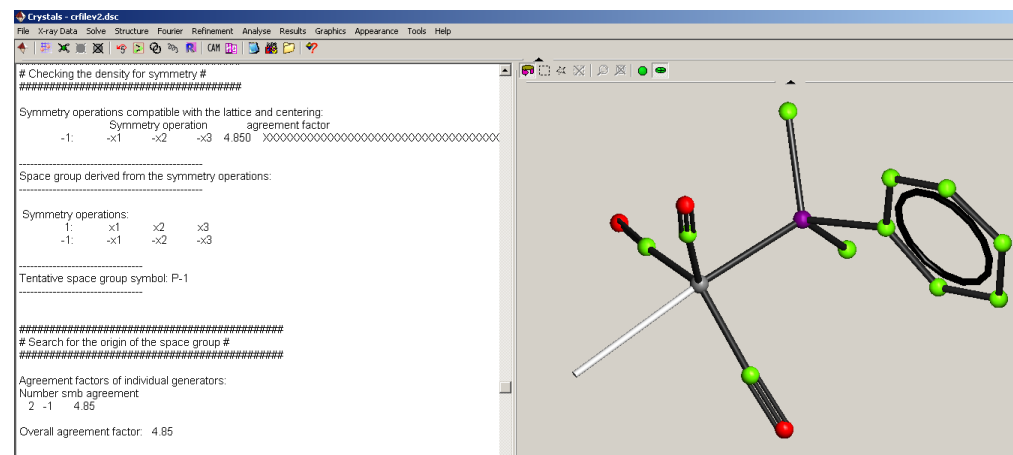 Crystals - crfilev2.dsc
File X-ray Data Solve Structure Fourier Refinement Analyse Results Graphics Appearance Tools Help
CAM
# Checking the density for symmetry #
########################################
Symmetry operations compatible with the lattice and centering:
Symmetry operation agreement factor
-1: -x1 -x2 -x3 4.850 XXXXXXXXXXXXXXXXXXXXXXXXXXXXXXXXXXXXXX
------------------------------------------------
Space group derived from the symmetry operations:
------------------------------------------------
Symmetry operations:
1: x1 x2 x3
-1: -x1 -x2 -x3
--------------------------------
Tentative space group symbol: P-1
--------------------------------
###############################################
# Search for the origin of the space group #
###############################################
Agreement factors of individual generators:
Number smb agreement
2 -1 4.85
Overall agreement factor: 4.85